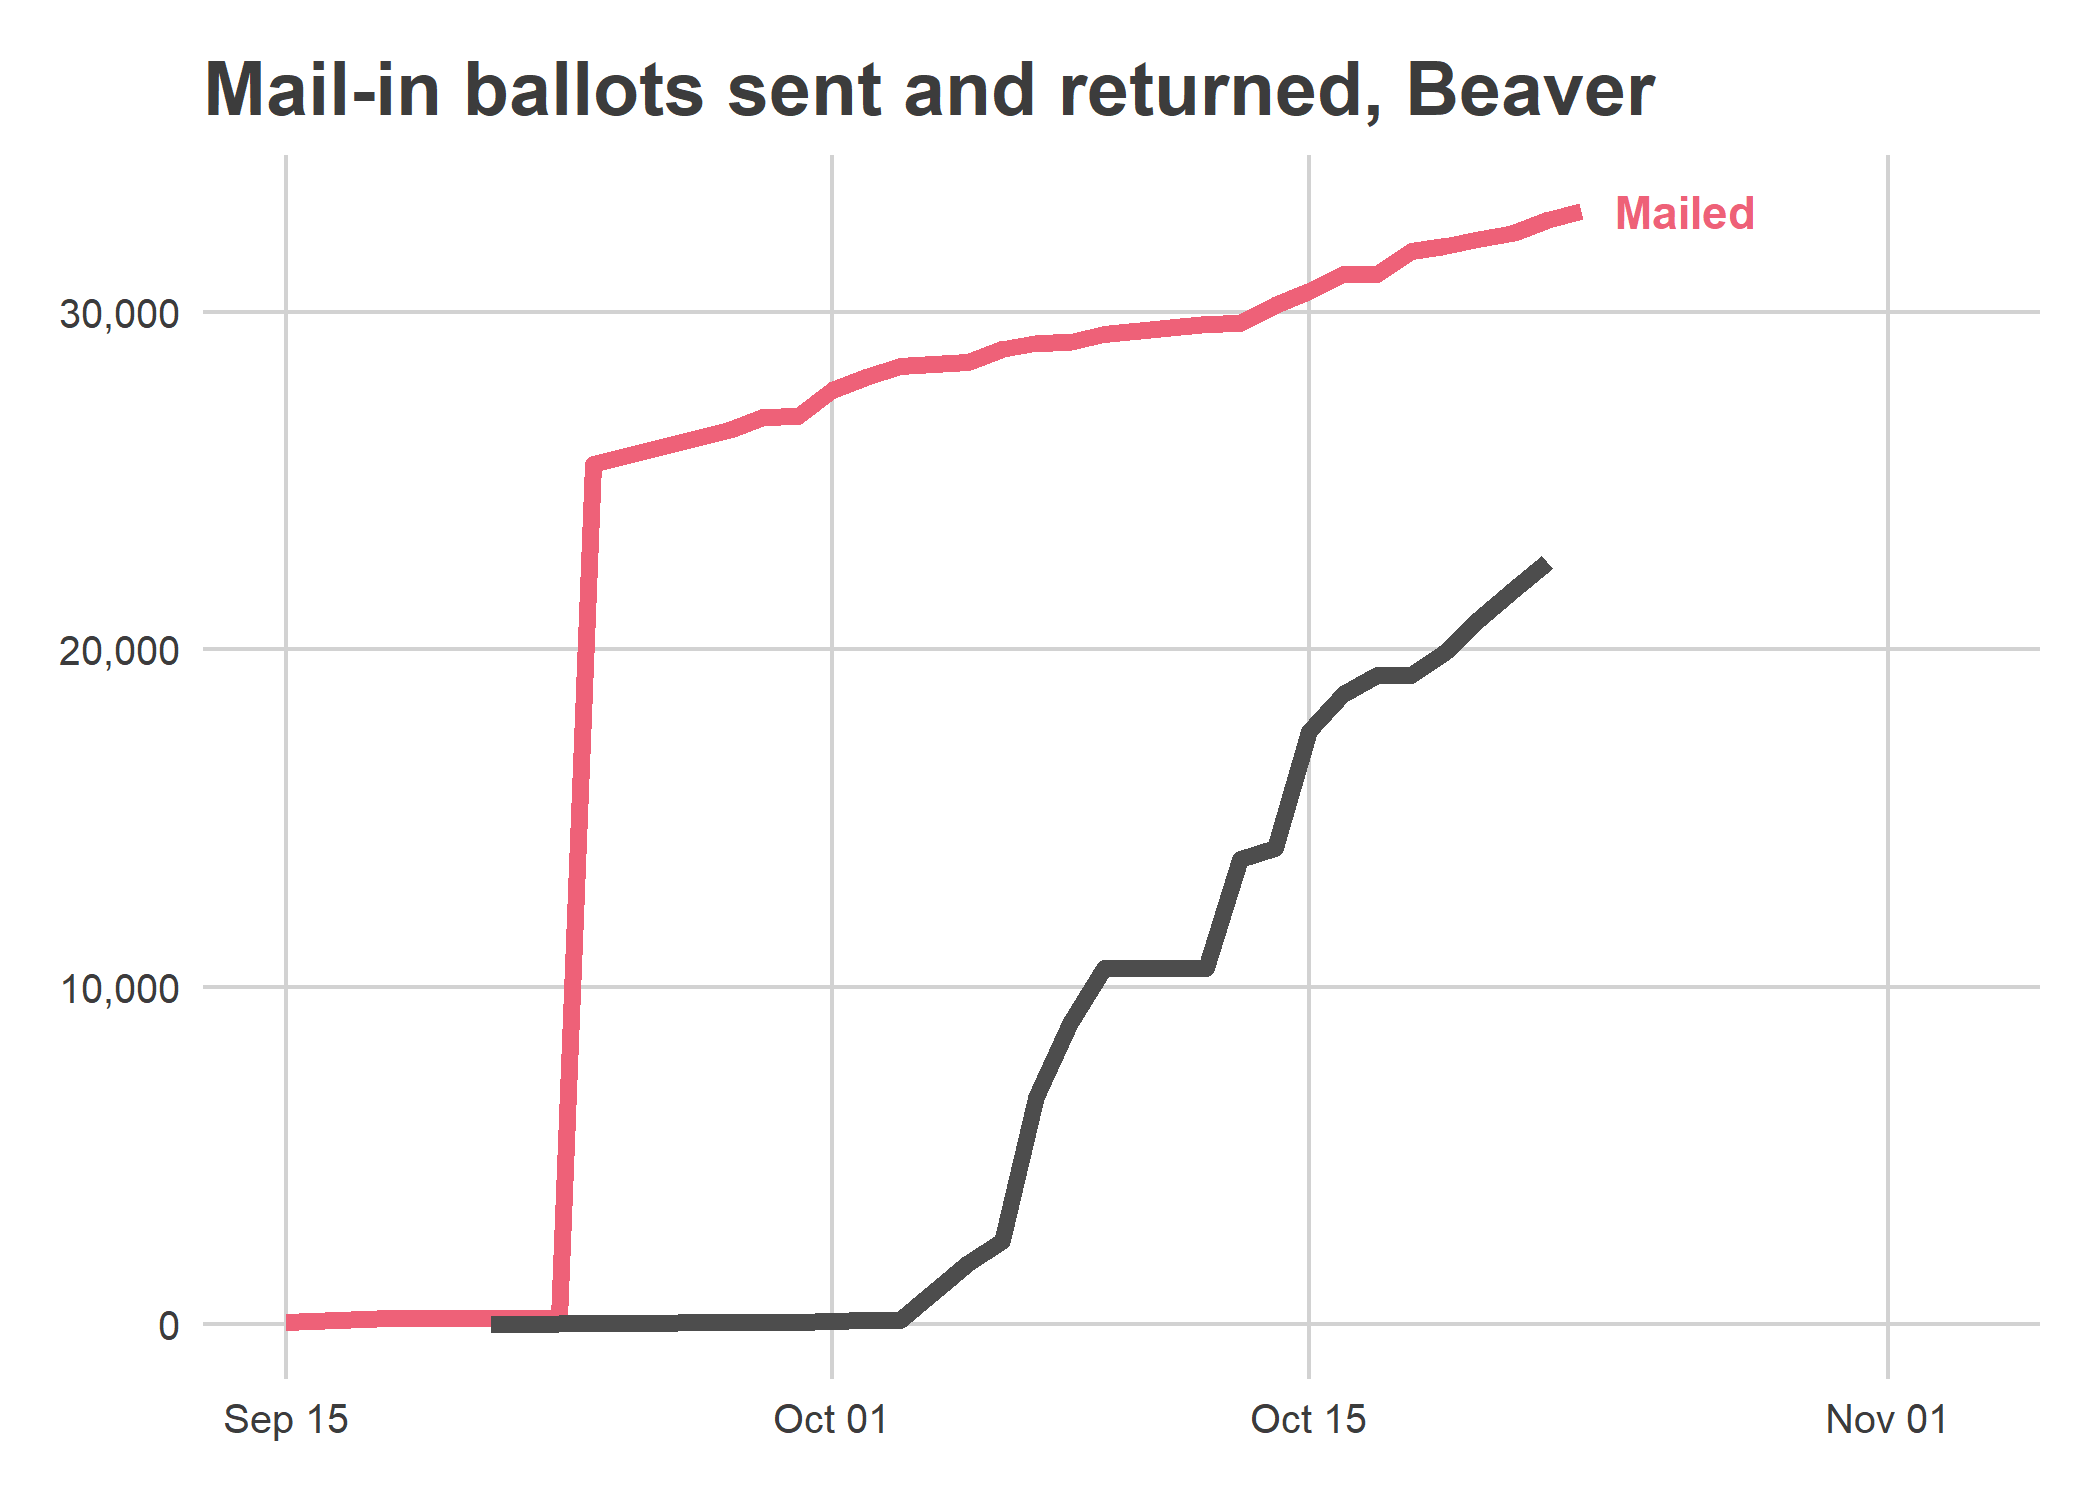 Mail-in ballots sent and returned, Beaver
Mailed
30,000
20,000
10,000
0
Sep 15
Oct 01
Oct 15
Nov 01